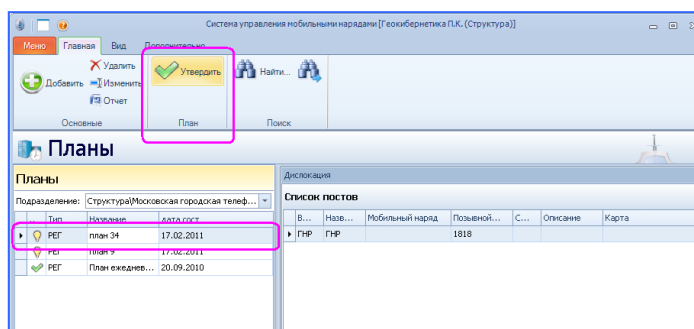 Система управления мобильными нарядами [Геокибернетика П.К. (Структура)]
Меню Главная Вид Дополнительно
Добавить
Удалить
Изменить
Отчет
Утвердить
Найти...
Основные План Поиск
Планы
Планы
Подразделение: Структура\Московская городская телеф...
.. Тип Название дата сост
РЕГ план 34 17.02.2011
РЕГ план 9 17.02.2011
РЕГ План ежеднев... 20.09.2010
Дислокация
Список постов
В... Назв... Мобильный наряд Позывной... С... Описание Карта
ГНР ГНР 1818